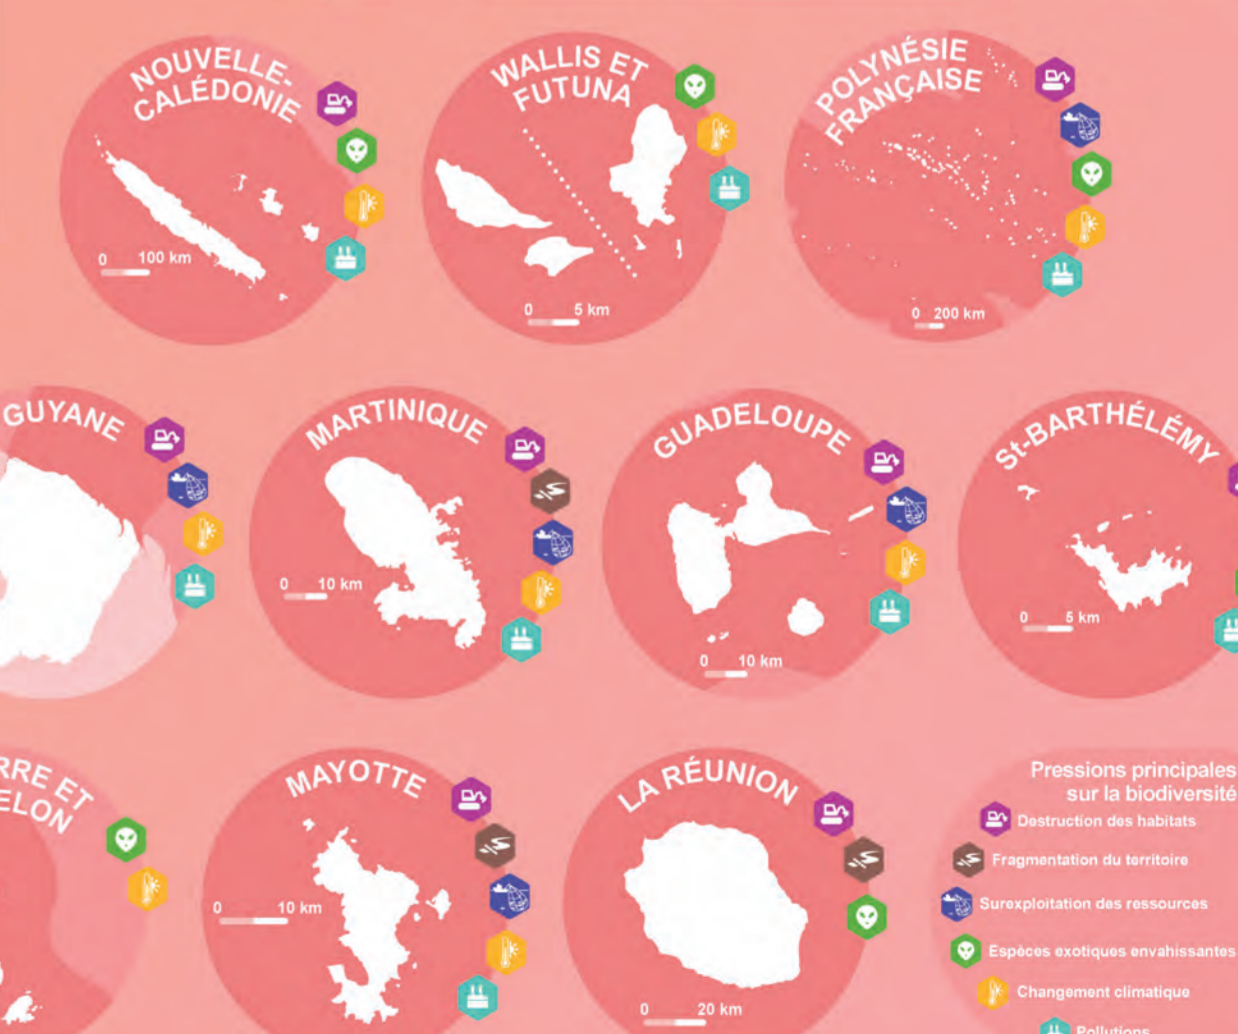 NOUVELLE-
CALÉDONIE
0 100 km
WALLIS ET
FUTUNA
0 5 km
POLYNÉSIE
FRANÇAISE
0 200 km
GUYANE
MARTINIQUE
0 10 km
GUADELOUPE
0 10 km
St-BARTHÉLÉMY
0 5 km
RRE ET
ELON
MAYOTTE
0 10 km
LA RÉUNION
0 20 km
Pressions principales
sur la biodiversité
Destruction des habitats
Fragmentation du territoire
Surexploitation des ressources
Espèces exotiques envahissantes
Changement climatique
Pollutions